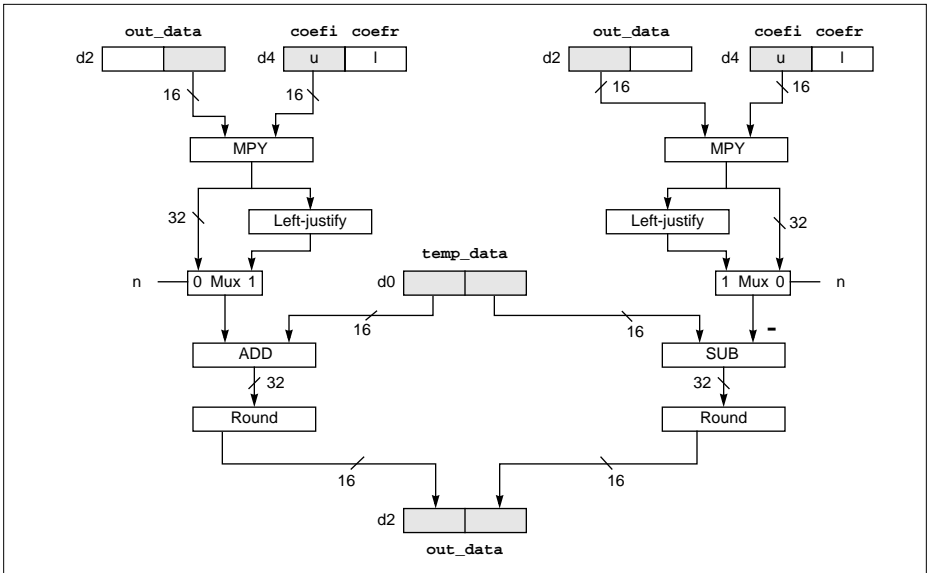 out_data coefi coefr out_data coefi coefr
d2 d4 u l d2 d4 u l
16 16 16 16
MPY MPY
32 Left-justify Left-justify 32
temp_data
n 0 Mux 1 d0 1 Mux 0 n
16 16 -
ADD SUB
32 32
Round Round
16 16
d2
out_data